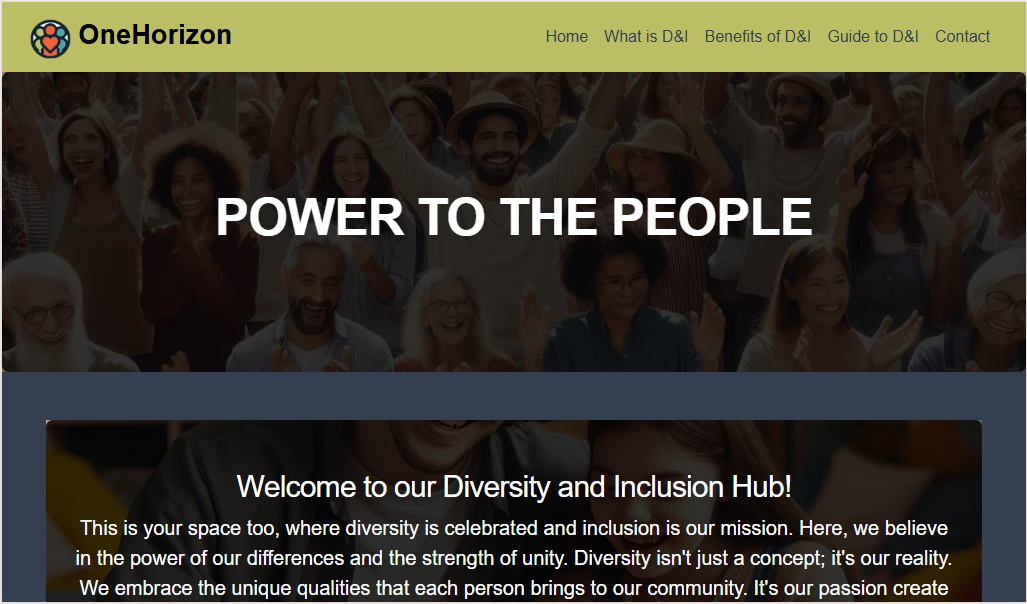 OneHorizon
Home What is D&I Benefits of D&I Guide to D&I Contact
POWER TO THE PEOPLE
Welcome to our Diversity and Inclusion Hub!
This is your space too, where diversity is celebrated and inclusion is our mission. Here, we believe
in the power of our differences and the strength of unity. Diversity isn't just a concept; it's our reality.
We embrace the unique qualities that each person brings to our community. It's our passion create